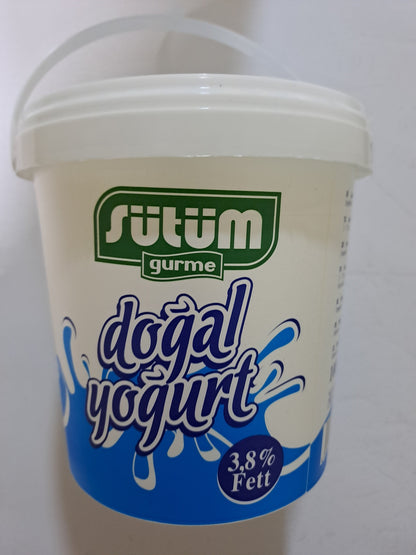 sütüm
gurme
doğal
yoğurt
3,8%
Fett